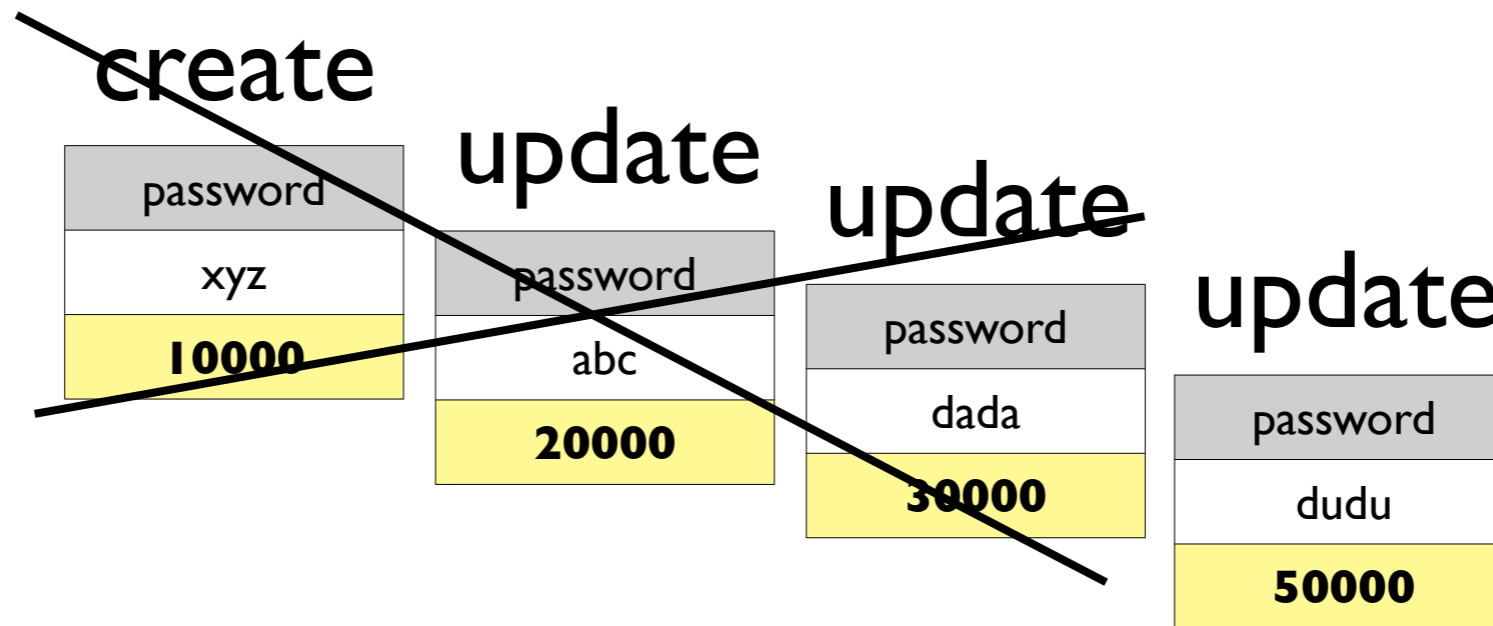 create
password
xyz
10000
update
password
abc
20000
update
password
dada
30000
update
password
dudu
50000